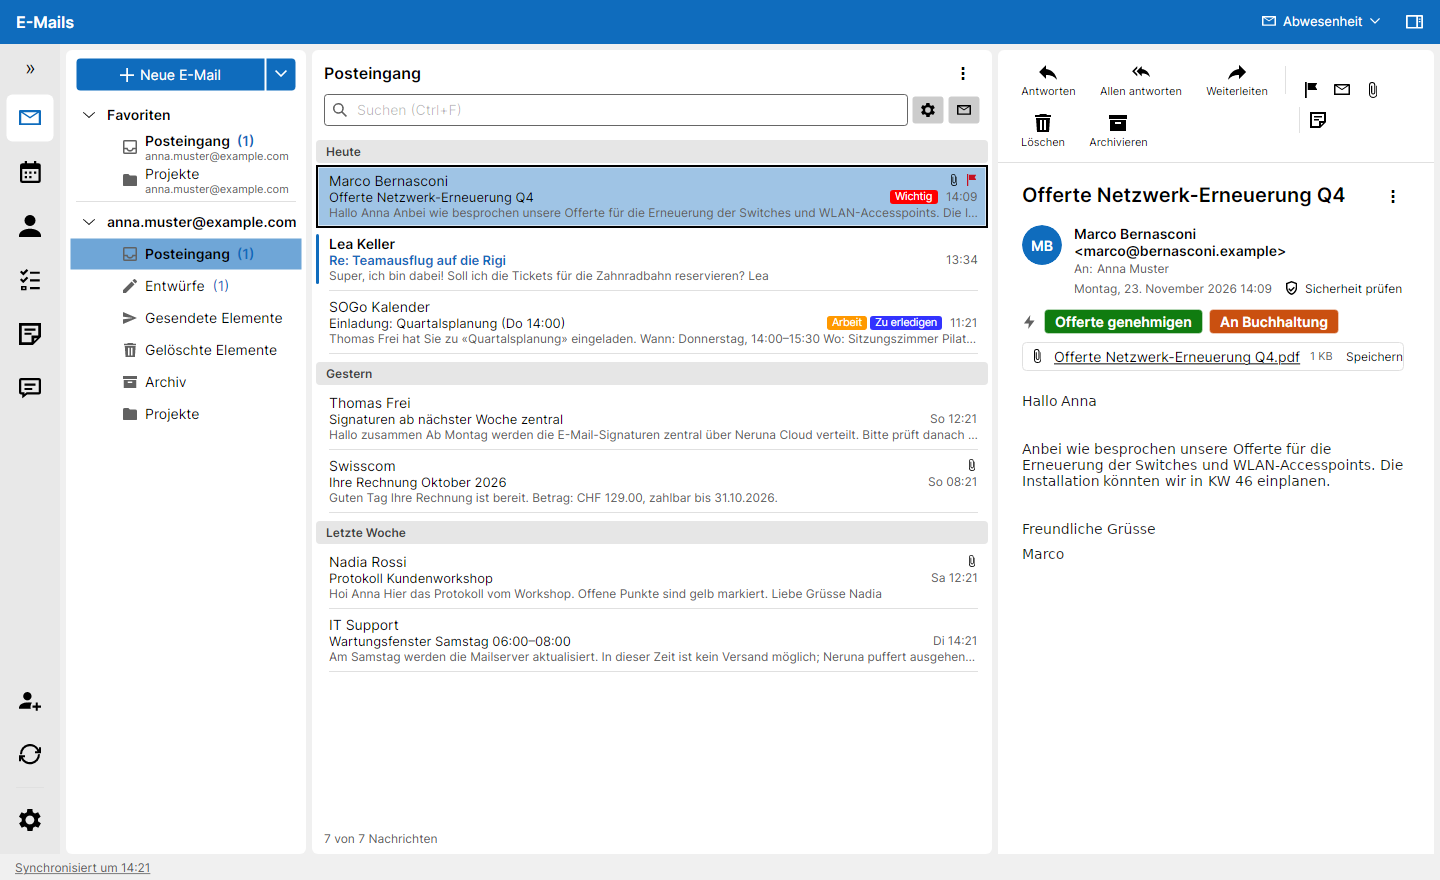 E-Mails
Abwesenheit
»
Neue E-Mail
Favoriten
Posteingang (1)
anna.muster@example.com
Projekte
anna.muster@example.com
anna.muster@example.com
Posteingang (1)
Entwürfe (1)
Gesendete Elemente
Gelöschte Elemente
Archiv
Projekte
Posteingang
Suchen (Ctrl+F)
Heute
Marco Bernasconi
Offerte Netzwerk-Erneuerung Q4 Wichtig 14:09
Hallo Anna Anbei wie besprochen unsere Offerte für die Erneuerung der Switches und WLAN-Accesspoints. Die I...
Lea Keller
Re: Teamausflug auf die Rigi 13:34
Super, ich bin dabei! Soll ich die Tickets für die Zahnradbahn reservieren? Lea
SOGo Kalender
Einladung: Quartalsplanung (Do 14:00) Arbeit Zu erledigen 11:21
Thomas Frei hat Sie zu «Quartalsplanung» eingeladen. Wann: Donnerstag, 14:00–15:30 Wo: Sitzungszimmer Pilat...
Gestern
Thomas Frei
Signaturen ab nächster Woche zentral So 12:21
Hallo zusammen Ab Montag werden die E-Mail-Signaturen zentral über Neruna Cloud verteilt. Bitte prüft danach ...
Swisscom
Ihre Rechnung Oktober 2026 So 08:21
Guten Tag Ihre Rechnung ist bereit. Betrag: CHF 129.00, zahlbar bis 31.10.2026.
Letzte Woche
Nadia Rossi
Protokoll Kundenworkshop Sa 12:21
Hoi Anna Hier das Protokoll vom Workshop. Offene Punkte sind gelb markiert. Liebe Grüsse Nadia
IT Support
Wartungsfenster Samstag 06:00–08:00 Di 14:21
Am Samstag werden die Mailserver aktualisiert. In dieser Zeit ist kein Versand möglich; Neruna puffert ausgehen...
7 von 7 Nachrichten
Antworten Allen antworten Weiterleiten
Löschen Archivieren
Offerte Netzwerk-Erneuerung Q4
MB
Marco Bernasconi
<marco@bernasconi.example>
An: Anna Muster
Montag, 23. November 2026 14:09 Sicherheit prüfen
Offerte genehmigen An Buchhaltung
Offerte Netzwerk-Erneuerung Q4.pdf 1 KB Speichern
Hallo Anna
Anbei wie besprochen unsere Offerte für die
Erneuerung der Switches und WLAN-Accesspoints. Die
Installation könnten wir in KW 46 einplanen.
Freundliche Grüsse
Marco
Synchronisiert um 14:21